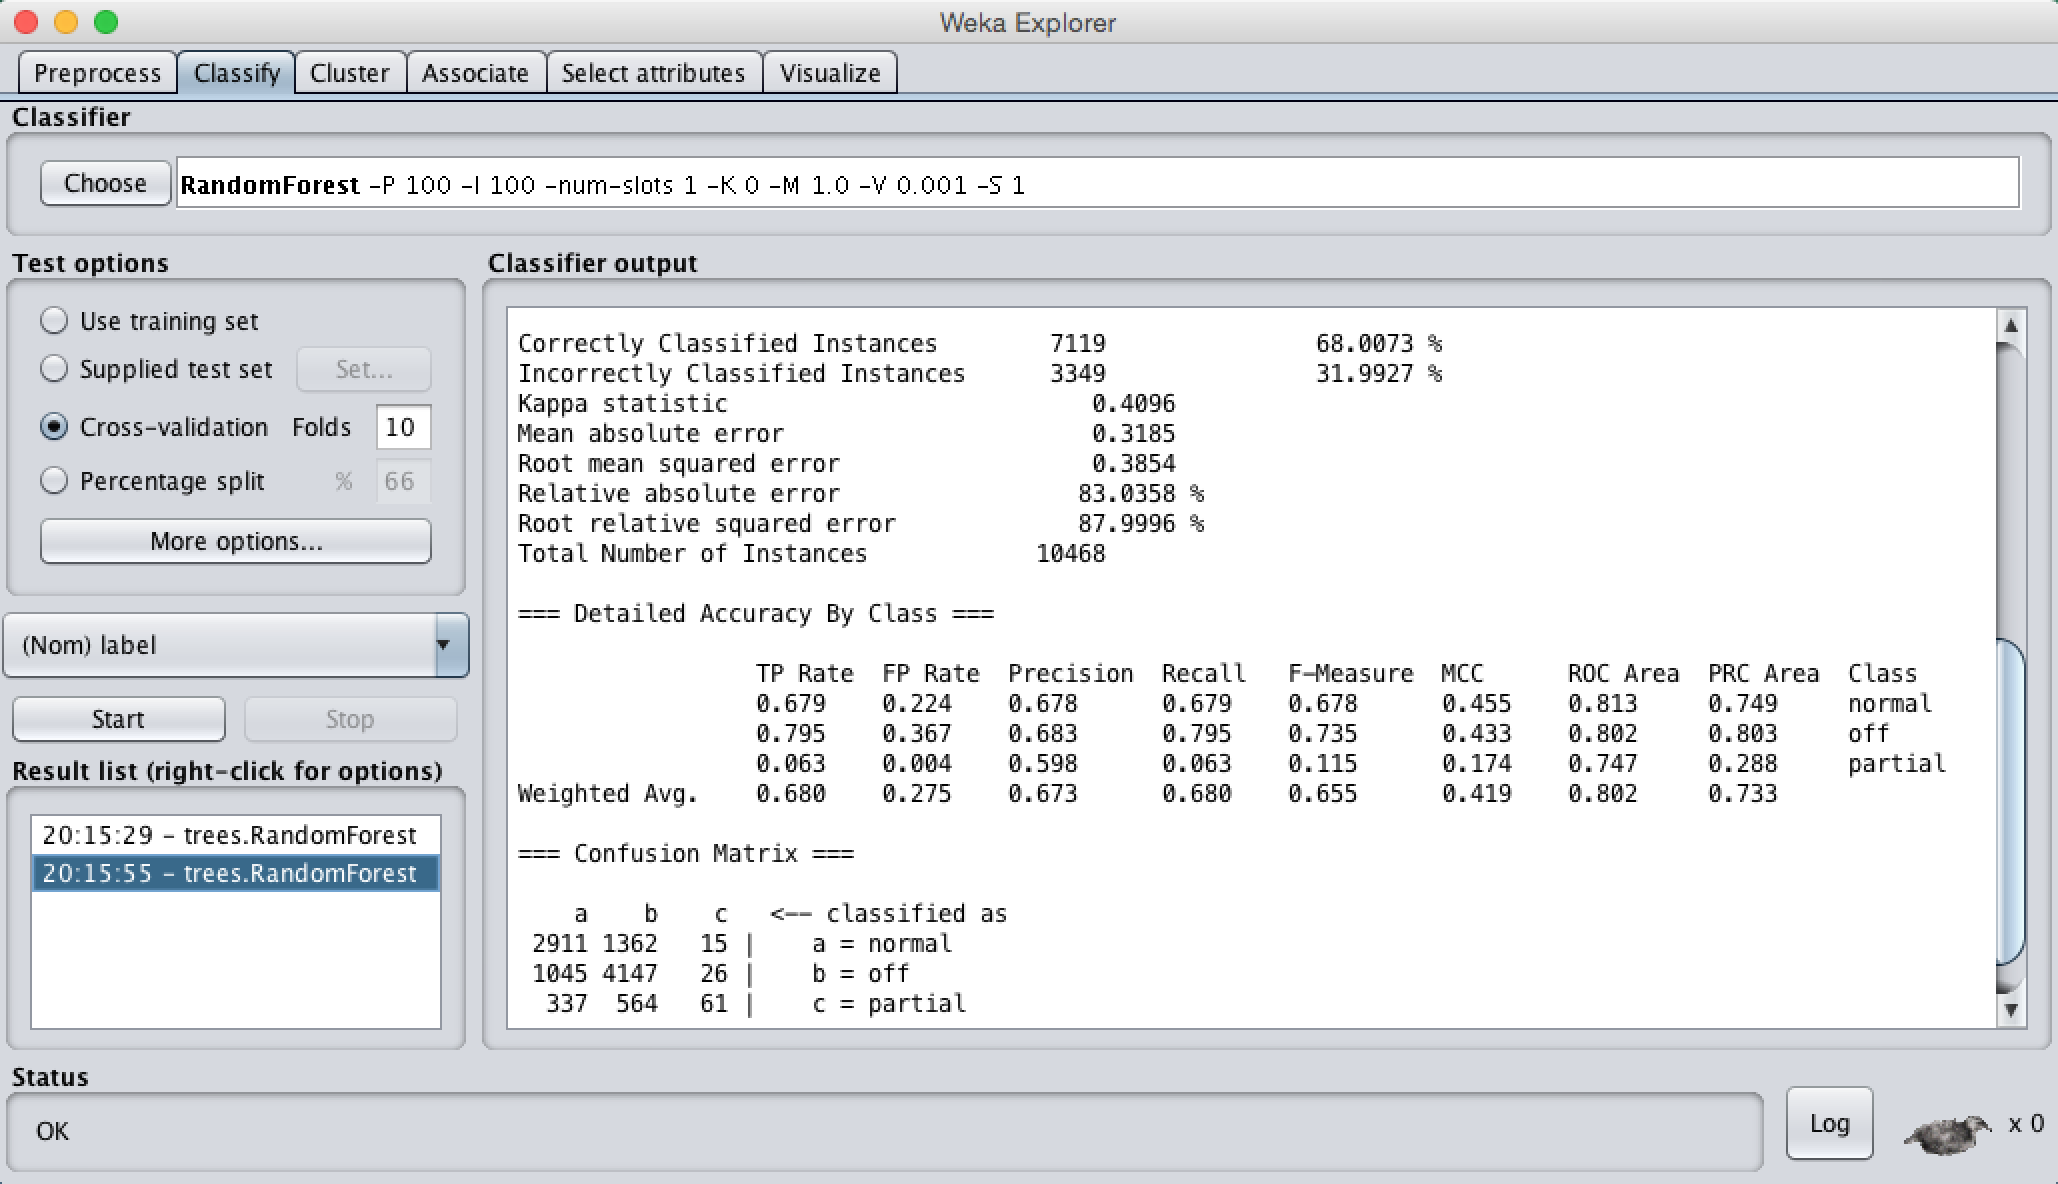 Weka Explorer
Preprocess Classify Cluster Associate Select attributes Visualize
Classifier
Choose RandomForest -P 100 -I 100 -num-slots 1 -K 0 -M 1.0 -V 0.001 -S 1
Test options
Use training set
Supplied test set Set...
Cross-validation Folds 10
Percentage split % 66
More options...
(Nom) label
Start Stop
Result list (right-click for options)
20:15:29 - trees.RandomForest
20:15:55 - trees.RandomForest
Classifier output
Correctly Classified Instances 7119 68.0073 %
Incorrectly Classified Instances 3349 31.9927 %
Kappa statistic 0.4096
Mean absolute error 0.3185
Root mean squared error 0.3854
Relative absolute error 83.0358 %
Root relative squared error 87.9996 %
Total Number of Instances 10468
=== Detailed Accuracy By Class ===
TP Rate FP Rate Precision Recall F-Measure MCC ROC Area PRC Area Class
0.679 0.224 0.678 0.679 0.678 0.455 0.813 0.749 normal
0.795 0.367 0.683 0.795 0.735 0.433 0.802 0.803 off
0.063 0.004 0.598 0.063 0.115 0.174 0.747 0.288 partial
Weighted Avg. 0.680 0.275 0.673 0.680 0.655 0.419 0.802 0.733
=== Confusion Matrix ===
a b c <-- classified as
2911 1362 15 | a = normal
1045 4147 26 | b = off
337 564 61 | c = partial
Status
OK
Log x 0